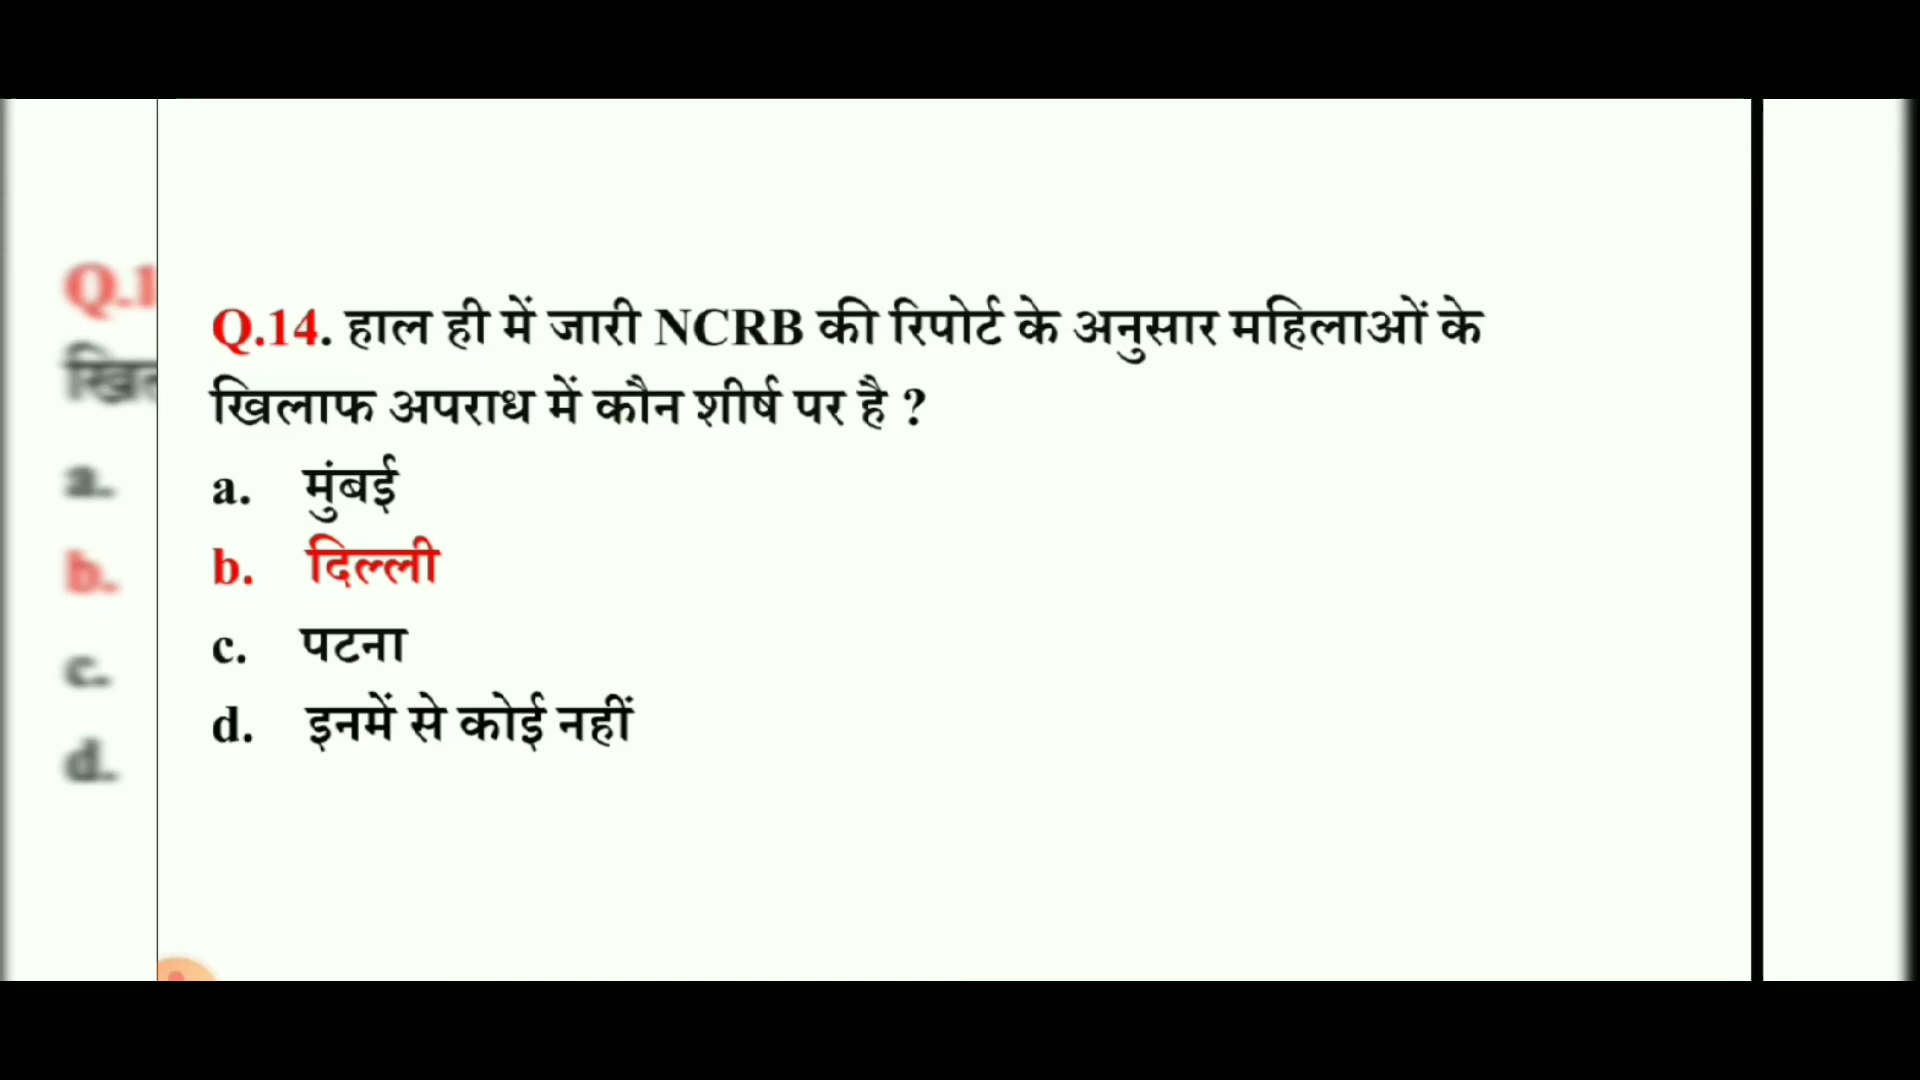 Q.14. हाल ही में जारी NCRB की रिपोर्ट के अनुसार महिलाओं के
खिलाफ अपराध में कौन शीर्ष पर है ?
a. मुंबई
b. दिल्ली
c. पटना
d. इनमें से कोई नहीं